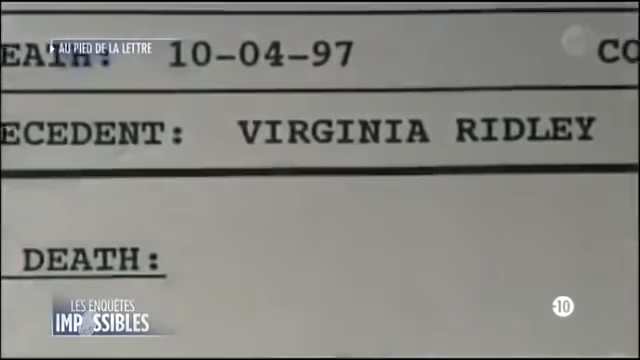 AU PIED DE LA LETTRE
EATH: 10-04-97 CO
ECEDENT: VIRGINIA RIDLEY
DEATH:
LES ENQUÊTES
IMPOSSIBLES
-10